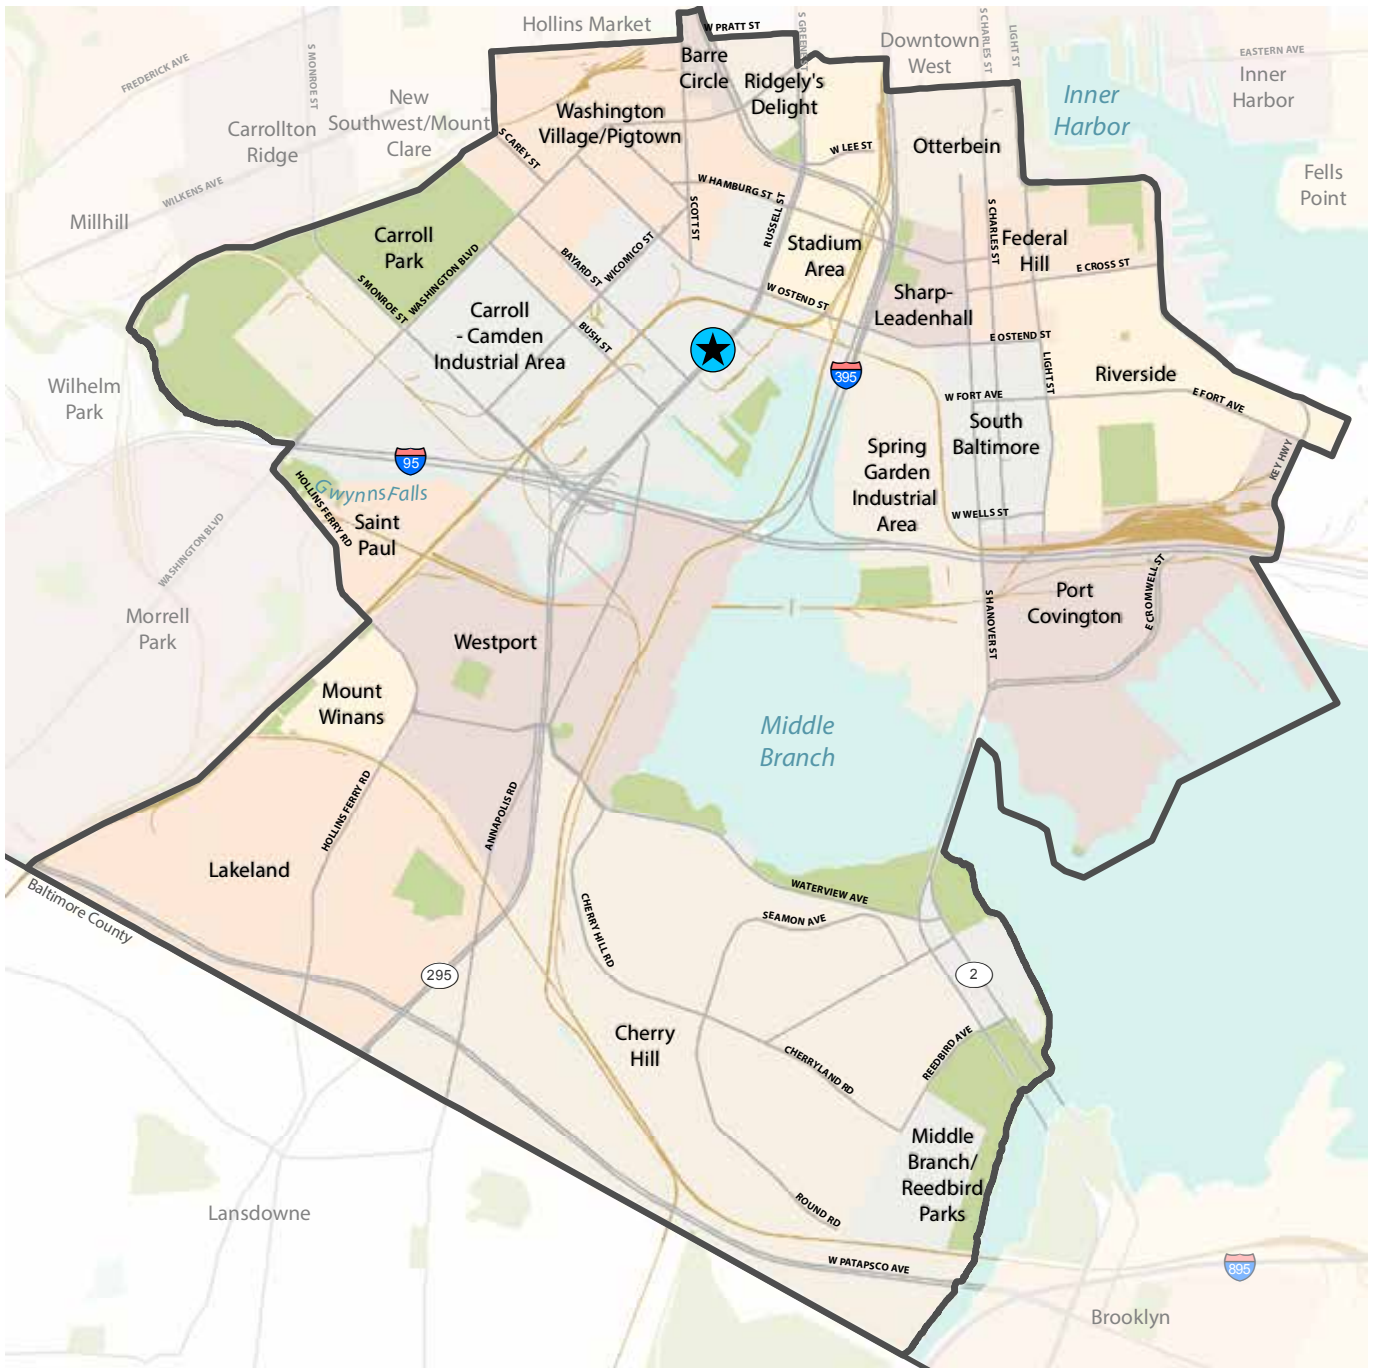 Hollins Market
W PRATT ST
S GREENE ST
S CHARLES ST
LIGHT ST
Downtown
West
EASTERN AVE
Inner
Harbor
FREDERICK AVE
S MONROE ST
Barre
Circle
Ridgely's
Delight
Inner
Harbor
New
Southwest/Mount
Clare
Washington
Village/Pigtown
Carrollton
Ridge
S CAREY ST
W LEE ST
Otterbein
Fells
Point
WILKENS AVE
W HAMBURG ST
SCOTT ST
RUSSELL ST
S CHARLES ST
Millhill
Carroll
Park
WASHINGTON BLVD
S MONROE ST
BAYARD ST
WICOMICO ST
Stadium
Area
Federal
Hill
E CROSS ST
W OSTEND ST
Sharp-
Leadenhall
Carroll
- Camden
Industrial Area
BUSH ST
E OSTEND ST
LIGHT ST
395
Riverside
Wilhelm
Park
W FORT AVE
E FORT AVE
South
Baltimore
Spring
Garden
Industrial
Area
KEY HWY
95
Gwynns Falls
HOLLINS FERRY RD
Saint
Paul
W WELLS ST
WASHINGTON BLVD
Morrell
Park
Port
Covington
E CROMWELL ST
S HANOVER ST
Westport
Mount
Winans
Middle
Branch
HOLLINS FERRY RD
ANNAPOLIS RD
Lakeland
Baltimore County
WATERVIEW AVE
SEAMON AVE
CHERRY HILL RD
295
2
Cherry
Hill
CHERRYLAND RD
REEDBIRD AVE
Middle
Branch/
Reedbird
Parks
ROUND RD
Lansdowne
W PATAPSCO AVE
895
Brooklyn